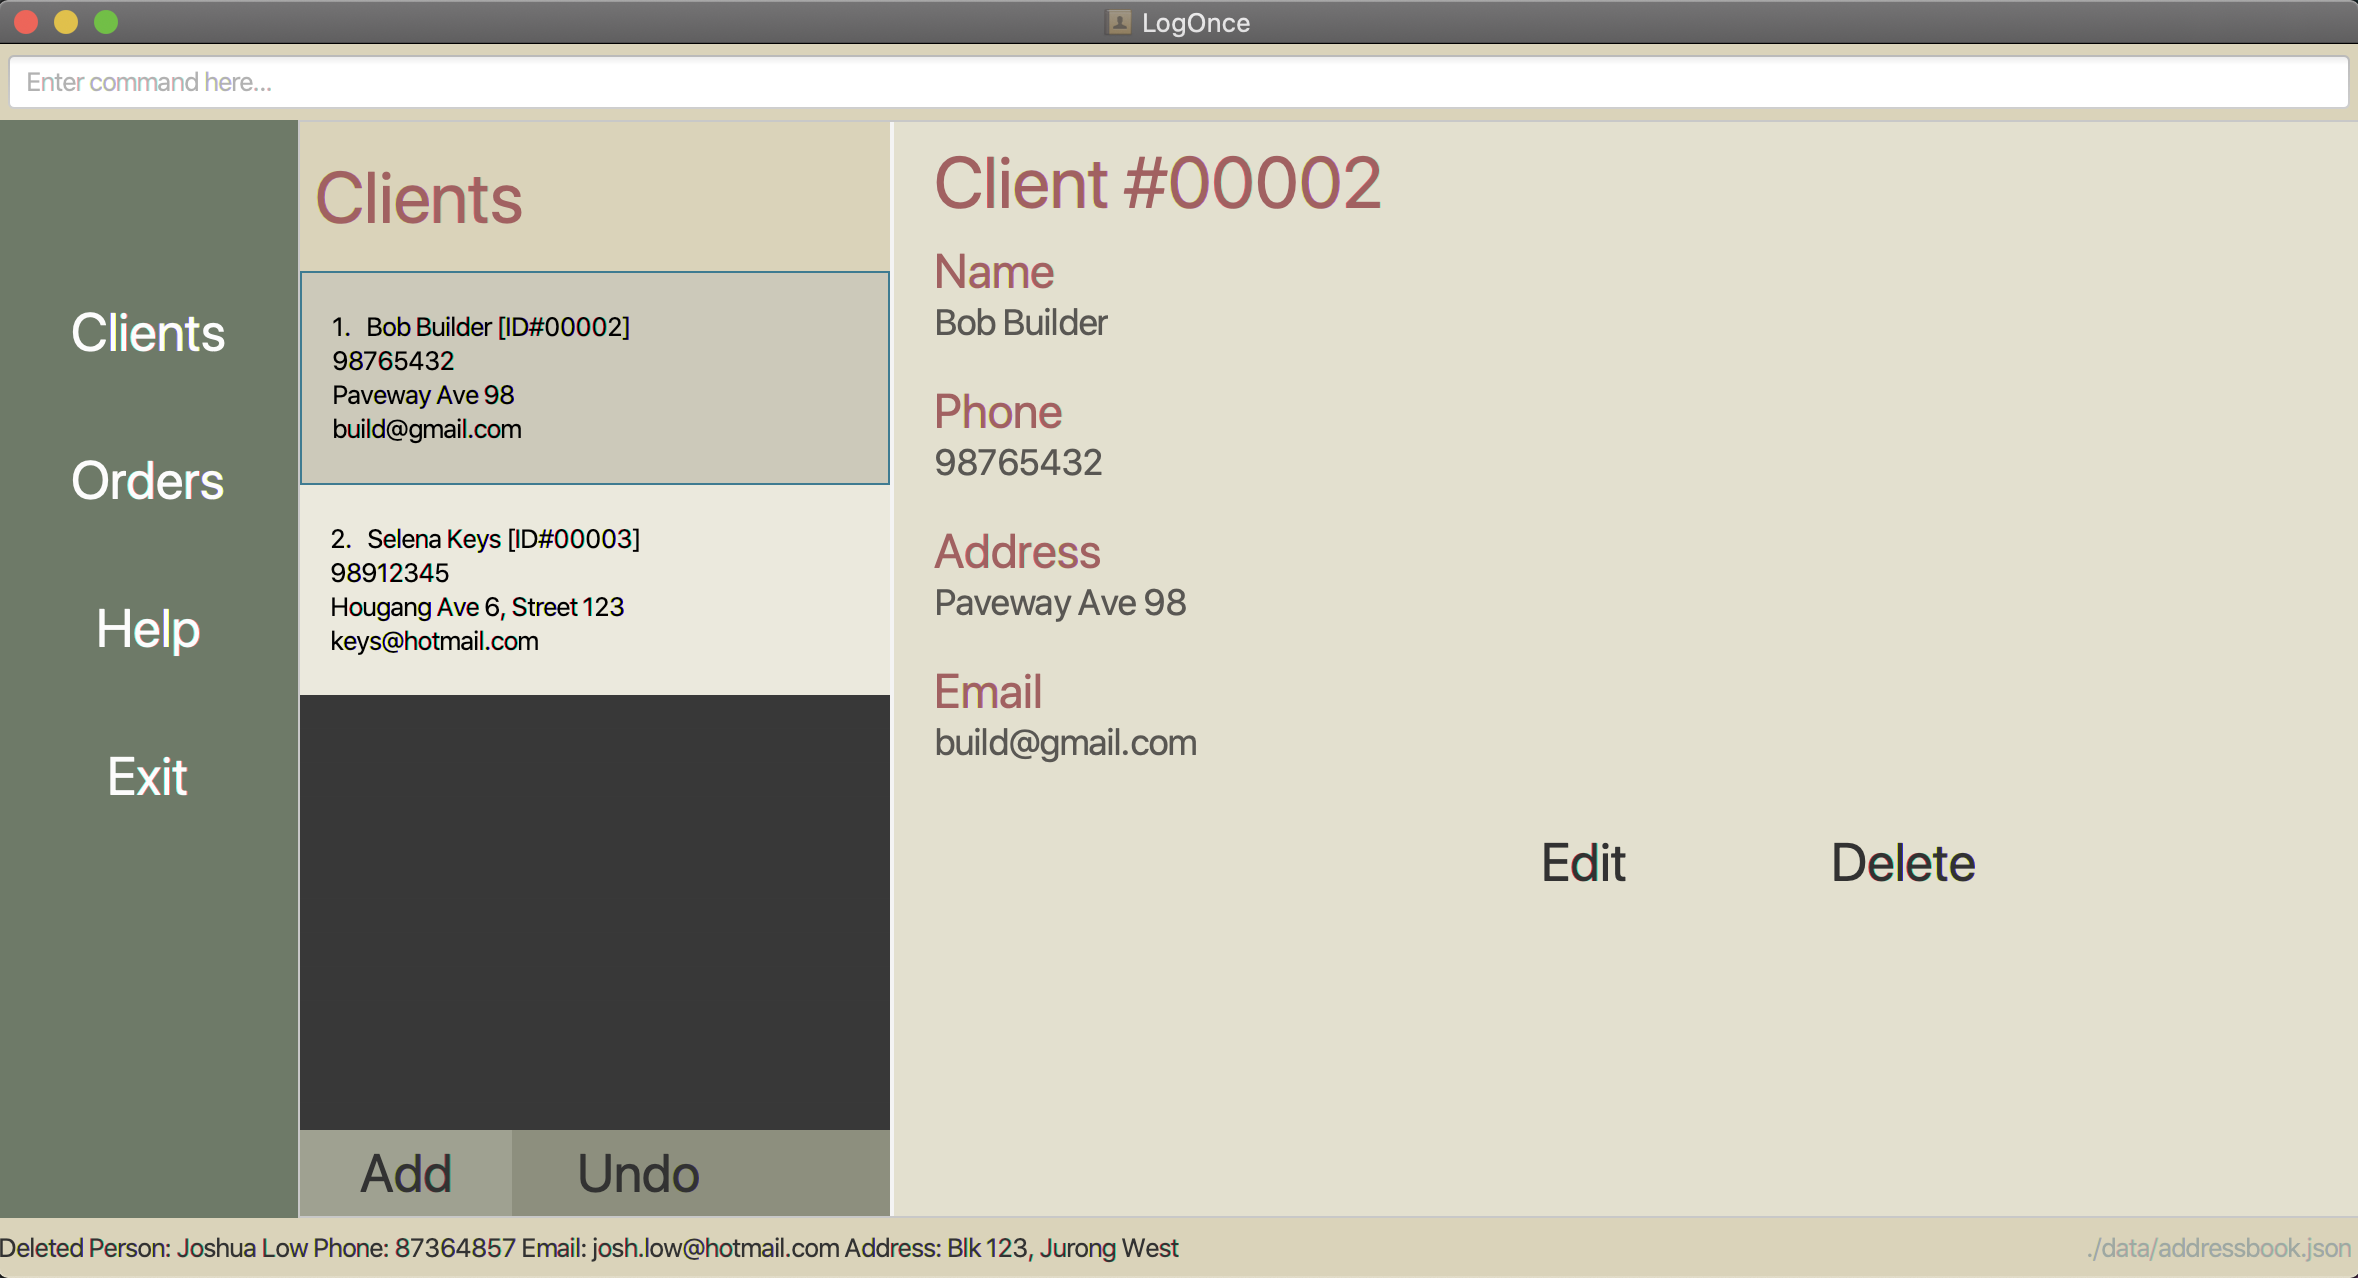 LogOnce
Enter command here...
Clients
Orders
Help
Exit
Clients
1. Bob Builder [ID#00002]
98765432
Paveway Ave 98
build@gmail.com
2. Selena Keys [ID#00003]
98912345
Hougang Ave 6, Street 123
keys@hotmail.com
Add Undo
Client #00002
Name
Bob Builder
Phone
98765432
Address
Paveway Ave 98
Email
build@gmail.com
Edit Delete
Deleted Person: Joshua Low Phone: 87364857 Email: josh.low@hotmail.com Address: Blk 123, Jurong West
./data/addressbook.json